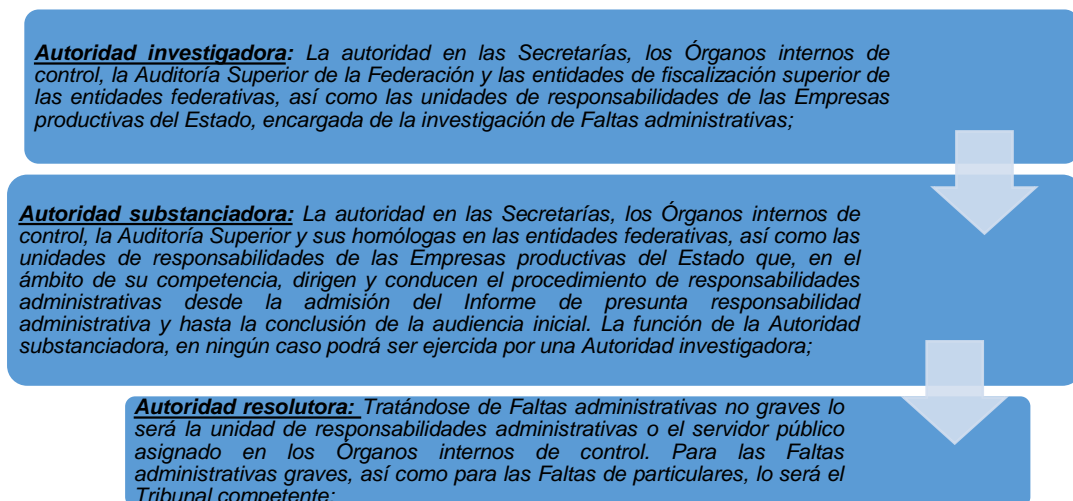 Autoridad investigadora: La autoridad en las Secretarías, los Órganos internos de
control, la Auditoría Superior de la Federación y las entidades de fiscalización superior de
las entidades federativas, así como las unidades de responsabilidades de las Empresas
productivas del Estado, encargada de la investigación de Faltas administrativas;
Autoridad substanciadora: La autoridad en las Secretarías, los Órganos internos de
control, la Auditoría Superior y sus homólogas en las entidades federativas, así como las
unidades de responsabilidades de las Empresas productivas del Estado que, en el
ámbito de su competencia, dirigen y conducen el procedimiento de responsabilidades
administrativas desde la admisión del Informe de presunta responsabilidad
administrativa y hasta la conclusión de la audiencia inicial. La función de la Autoridad
substanciadora, en ningún caso podrá ser ejercida por una Autoridad investigadora;
Autoridad resolutora: Tratándose de Faltas administrativas no graves lo
será la unidad de responsabilidades administrativas o el servidor público
asignado en los Órganos internos de control. Para las Faltas
administrativas graves, así como para las Faltas de particulares, lo será el
Tribunal competente;